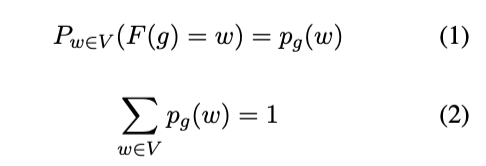 P_{w∈V}(F(g) = w) = p_g(w) (1)
∑_{w∈V} p_g(w) = 1 (2)